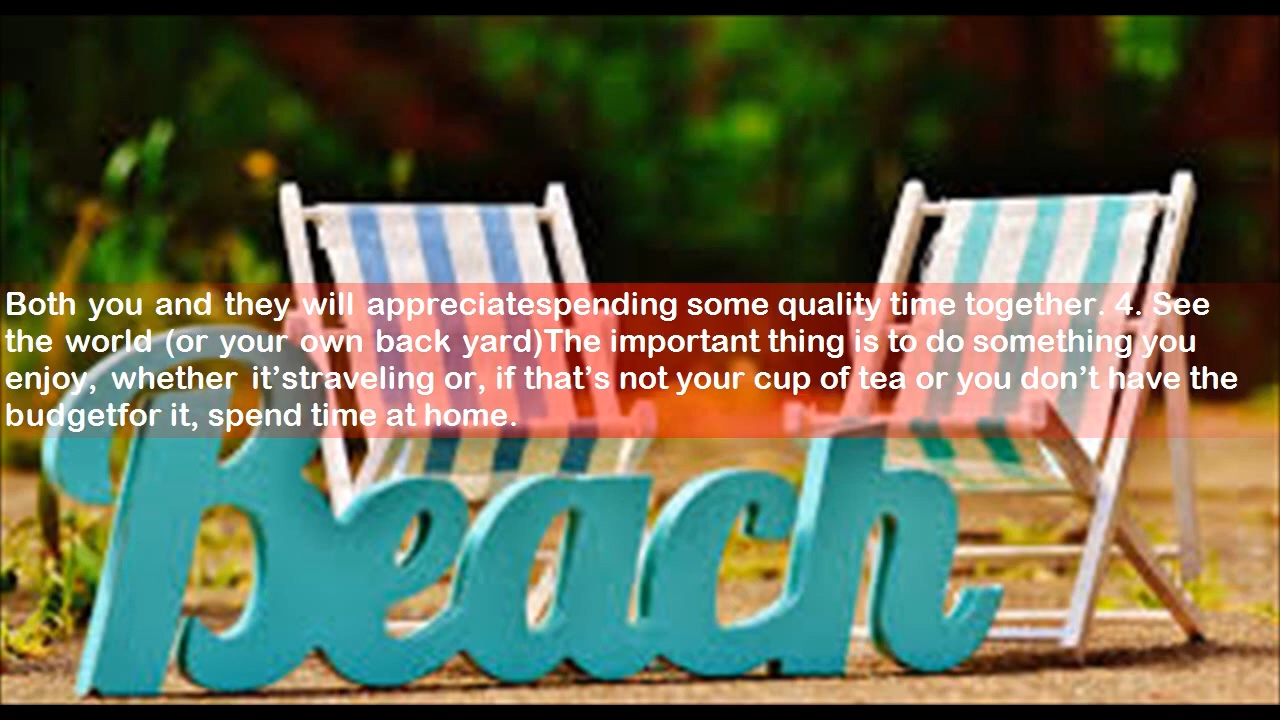 Both you and they will appreciatespending some quality time together. 4. See
the world (or your own back yard)The important thing is to do something you
enjoy, whether it’straveling or, if that’s not your cup of tea or you don’t have the
budgetfor it, spend time at home.
Beach